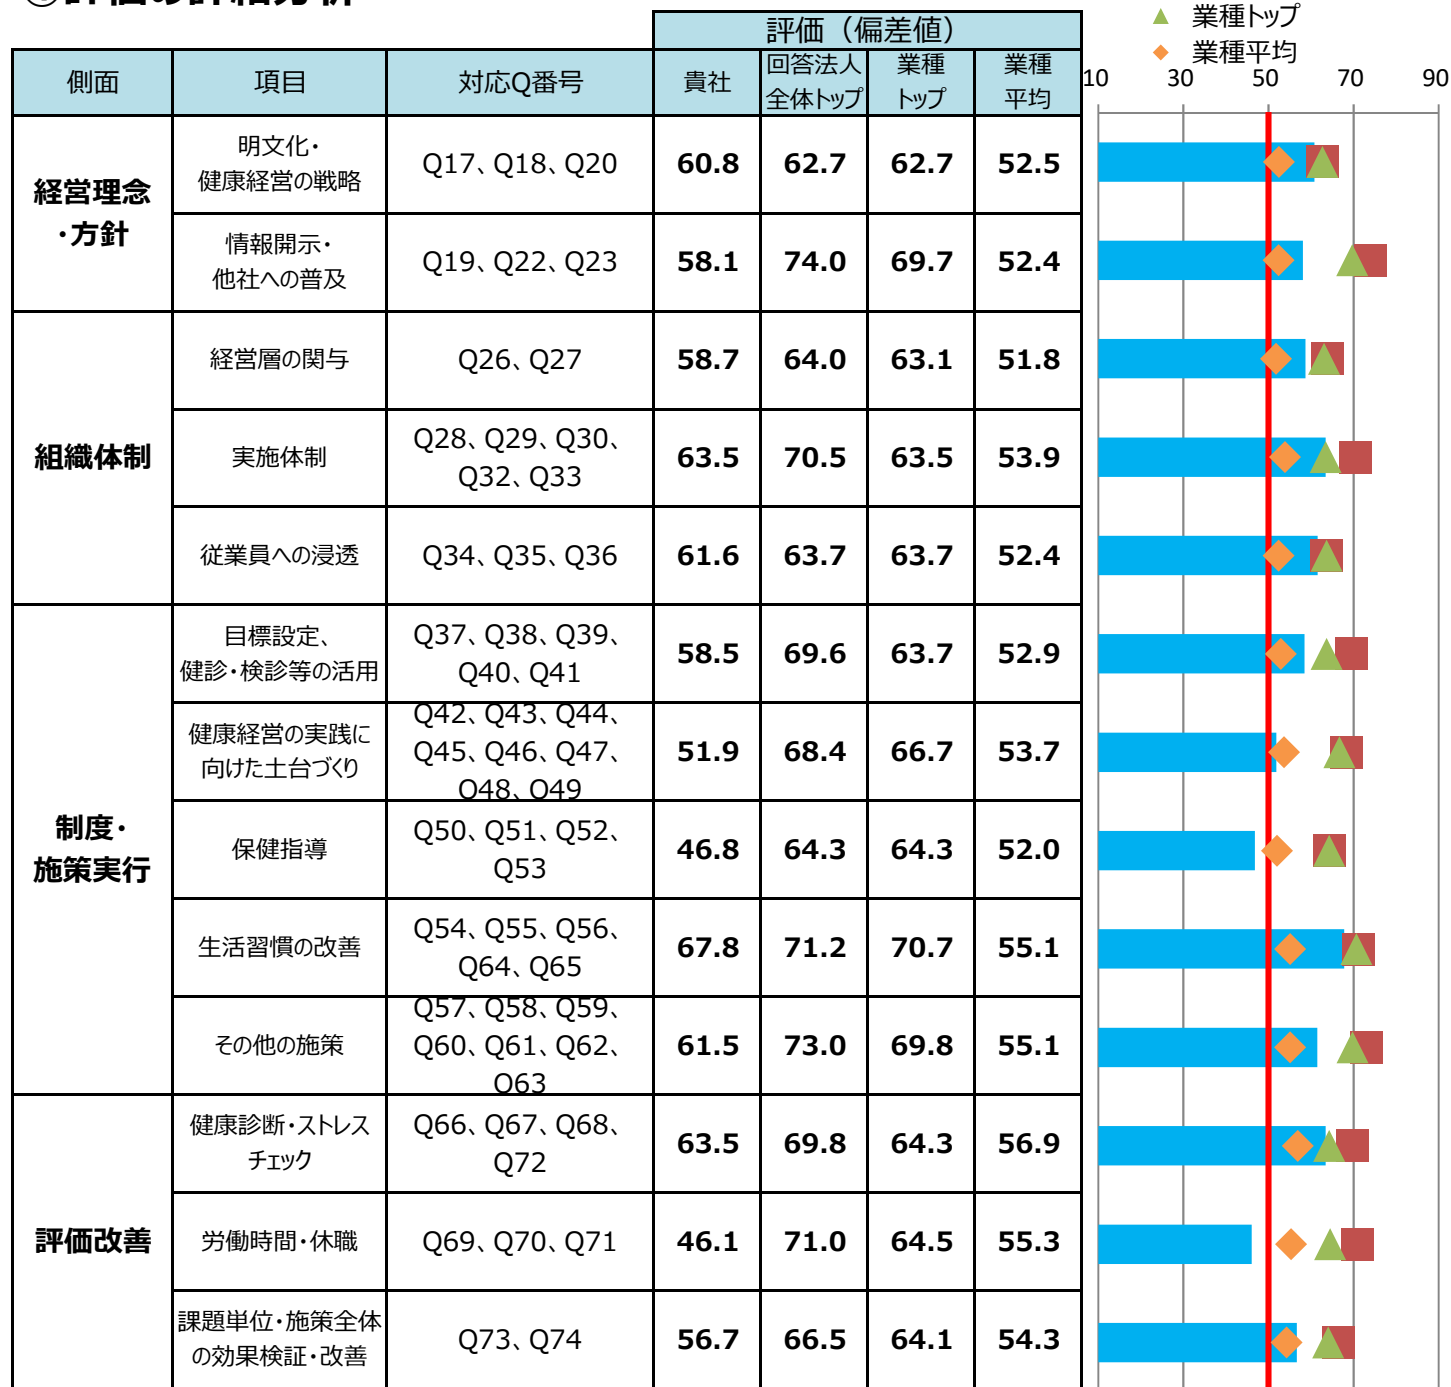 評価（偏差値）
▲ 業種トップ
◆ 業種平均
側面 項目 対応Q番号 貴社 回答法人全体トップ 業種トップ 業種平均
10 30 50 70 90
経営理念
・方針
明文化・
健康経営の戦略
Q17、Q18、Q20 60.8 62.7 62.7 52.5
情報開示・
他社への普及
Q19、Q22、Q23 58.1 74.0 69.7 52.4
組織体制
経営層の関与 Q26、Q27 58.7 64.0 63.1 51.8
実施体制
Q28、Q29、Q30、
Q32、Q33
63.5 70.5 63.5 53.9
従業員への浸透 Q34、Q35、Q36 61.6 63.7 63.7 52.4
制度・
施策実行
目標設定、
健診・検診等の活用
Q37、Q38、Q39、
Q40、Q41
58.5 69.6 63.7 52.9
健康経営の実践に
向けた土台づくり
Q42、Q43、Q44、
Q45、Q46、Q47、
Q48、Q49
51.9 68.4 66.7 53.7
保健指導
Q50、Q51、Q52、
Q53
46.8 64.3 64.3 52.0
生活習慣の改善
Q54、Q55、Q56、
Q64、Q65
67.8 71.2 70.7 55.1
その他の施策
Q57、Q58、Q59、
Q60、Q61、Q62、
Q63
61.5 73.0 69.8 55.1
評価改善
健康診断・ストレス
チェック
Q66、Q67、Q68、
Q72
63.5 69.8 64.3 56.9
労働時間・休職 Q69、Q70、Q71 46.1 71.0 64.5 55.3
課題単位・施策全体
の効果検証・改善
Q73、Q74 56.7 66.5 64.1 54.3